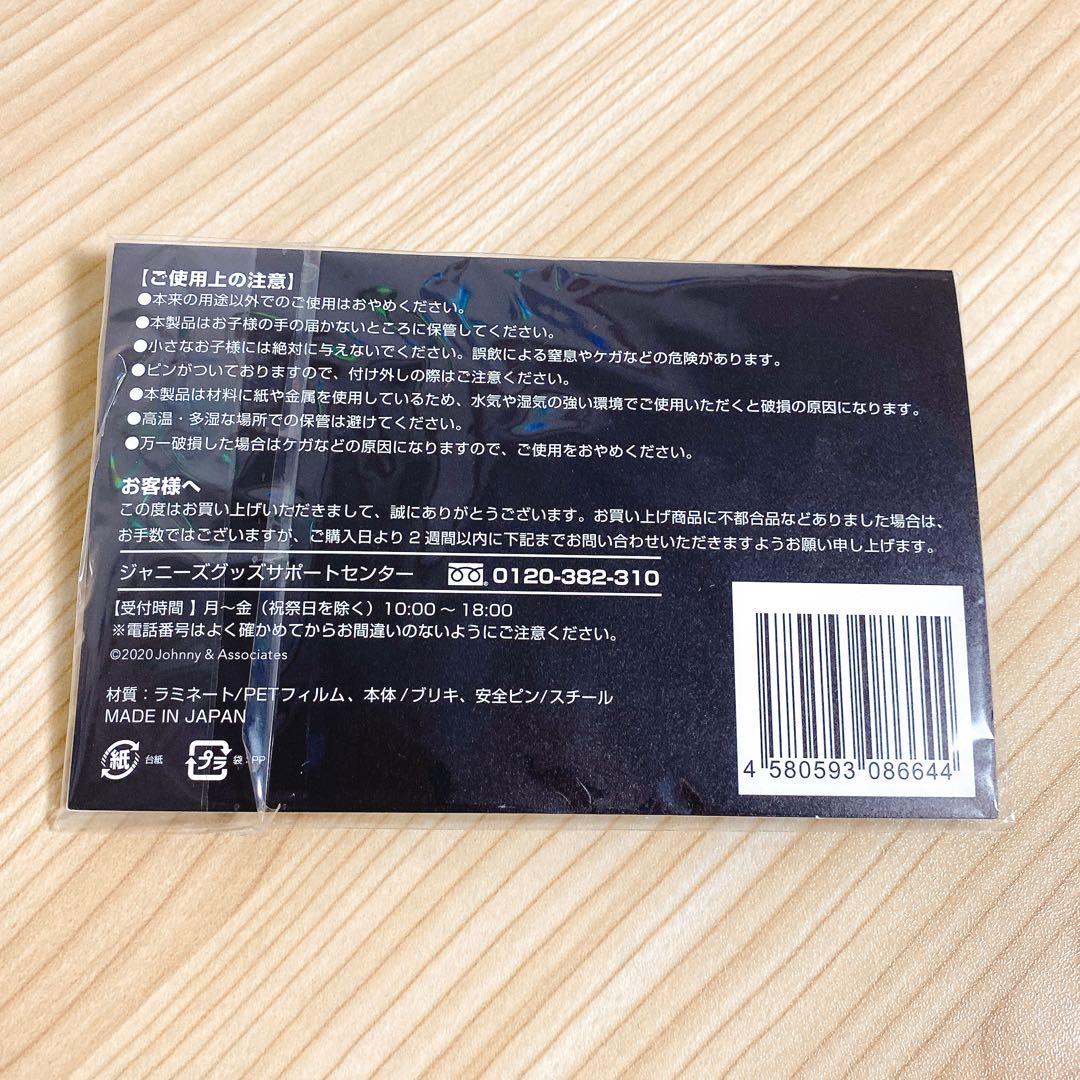 【ご使用上の注意】
●本来の用途以外でのご使用はおやめください。
●本製品はお子様の手の届かないところに保管してください。
●小さなお子様には絶対に与えないでください。誤飲による窒息やケガなどの危険があります。
●ピンがついておりますので、付け外しの際はご注意ください。
●本製品は材料に紙や金属を使用しているため、水気や湿気の強い環境でご使用いただくと破損の原因になります。
●高温・多湿な場所での保管は避けてください。
●万一破損した場合はケガなどの原因になりますので、ご使用をおやめください。
お客様へ
この度はお買い上げいただきまして、誠にありがとうございます。お買い上げ商品に不都合品などありました場合は、
お手数ではございますが、ご購入日より2週間以内に下記までお問い合わせいただきますようお願い申し上げます。
ジャニーズグッズサポートセンター 0120-382-310
【受付時間】月〜金（祝祭日を除く）10:00〜18:00
※電話番号はよく確かめてからお間違いのないようにご注意ください。
©2020 Johnny & Associates
材質：ラミネート/PETフィルム、本体/ブリキ、安全ピン/スチール
MADE IN JAPAN
紙 台紙 プラ 袋：PP
4 580593 086644